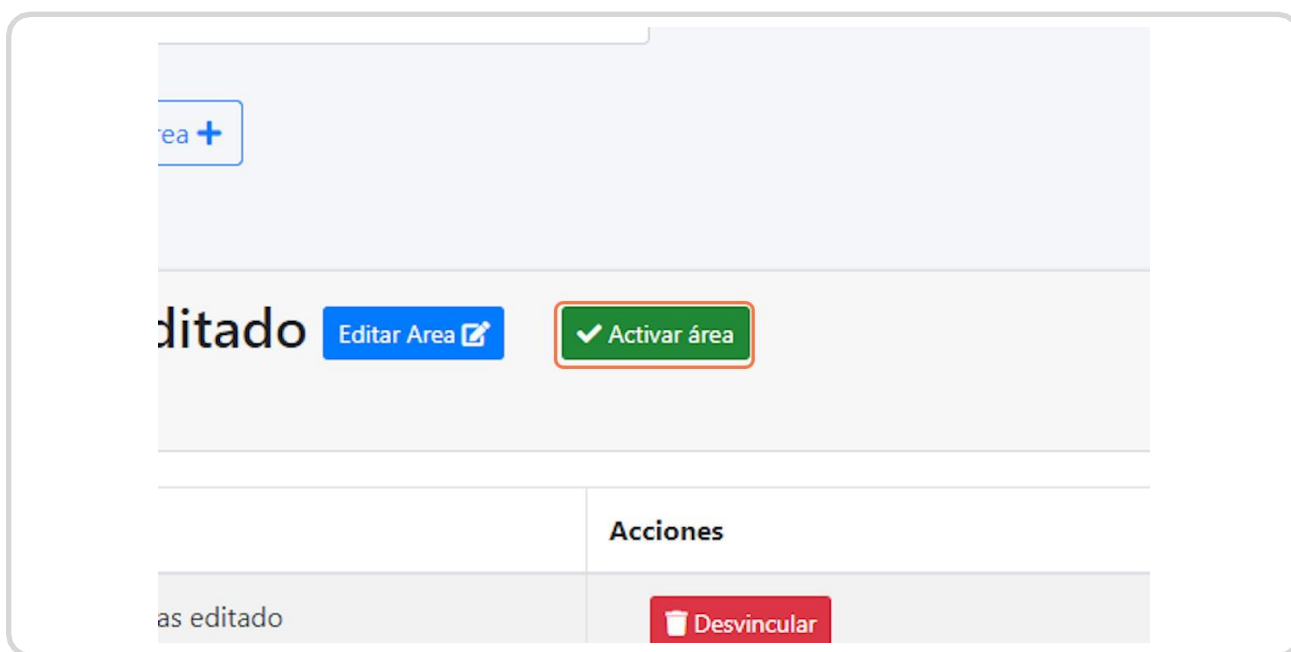 rea +
ditado Editar Area Activar área
Acciones
as editado Desvincular